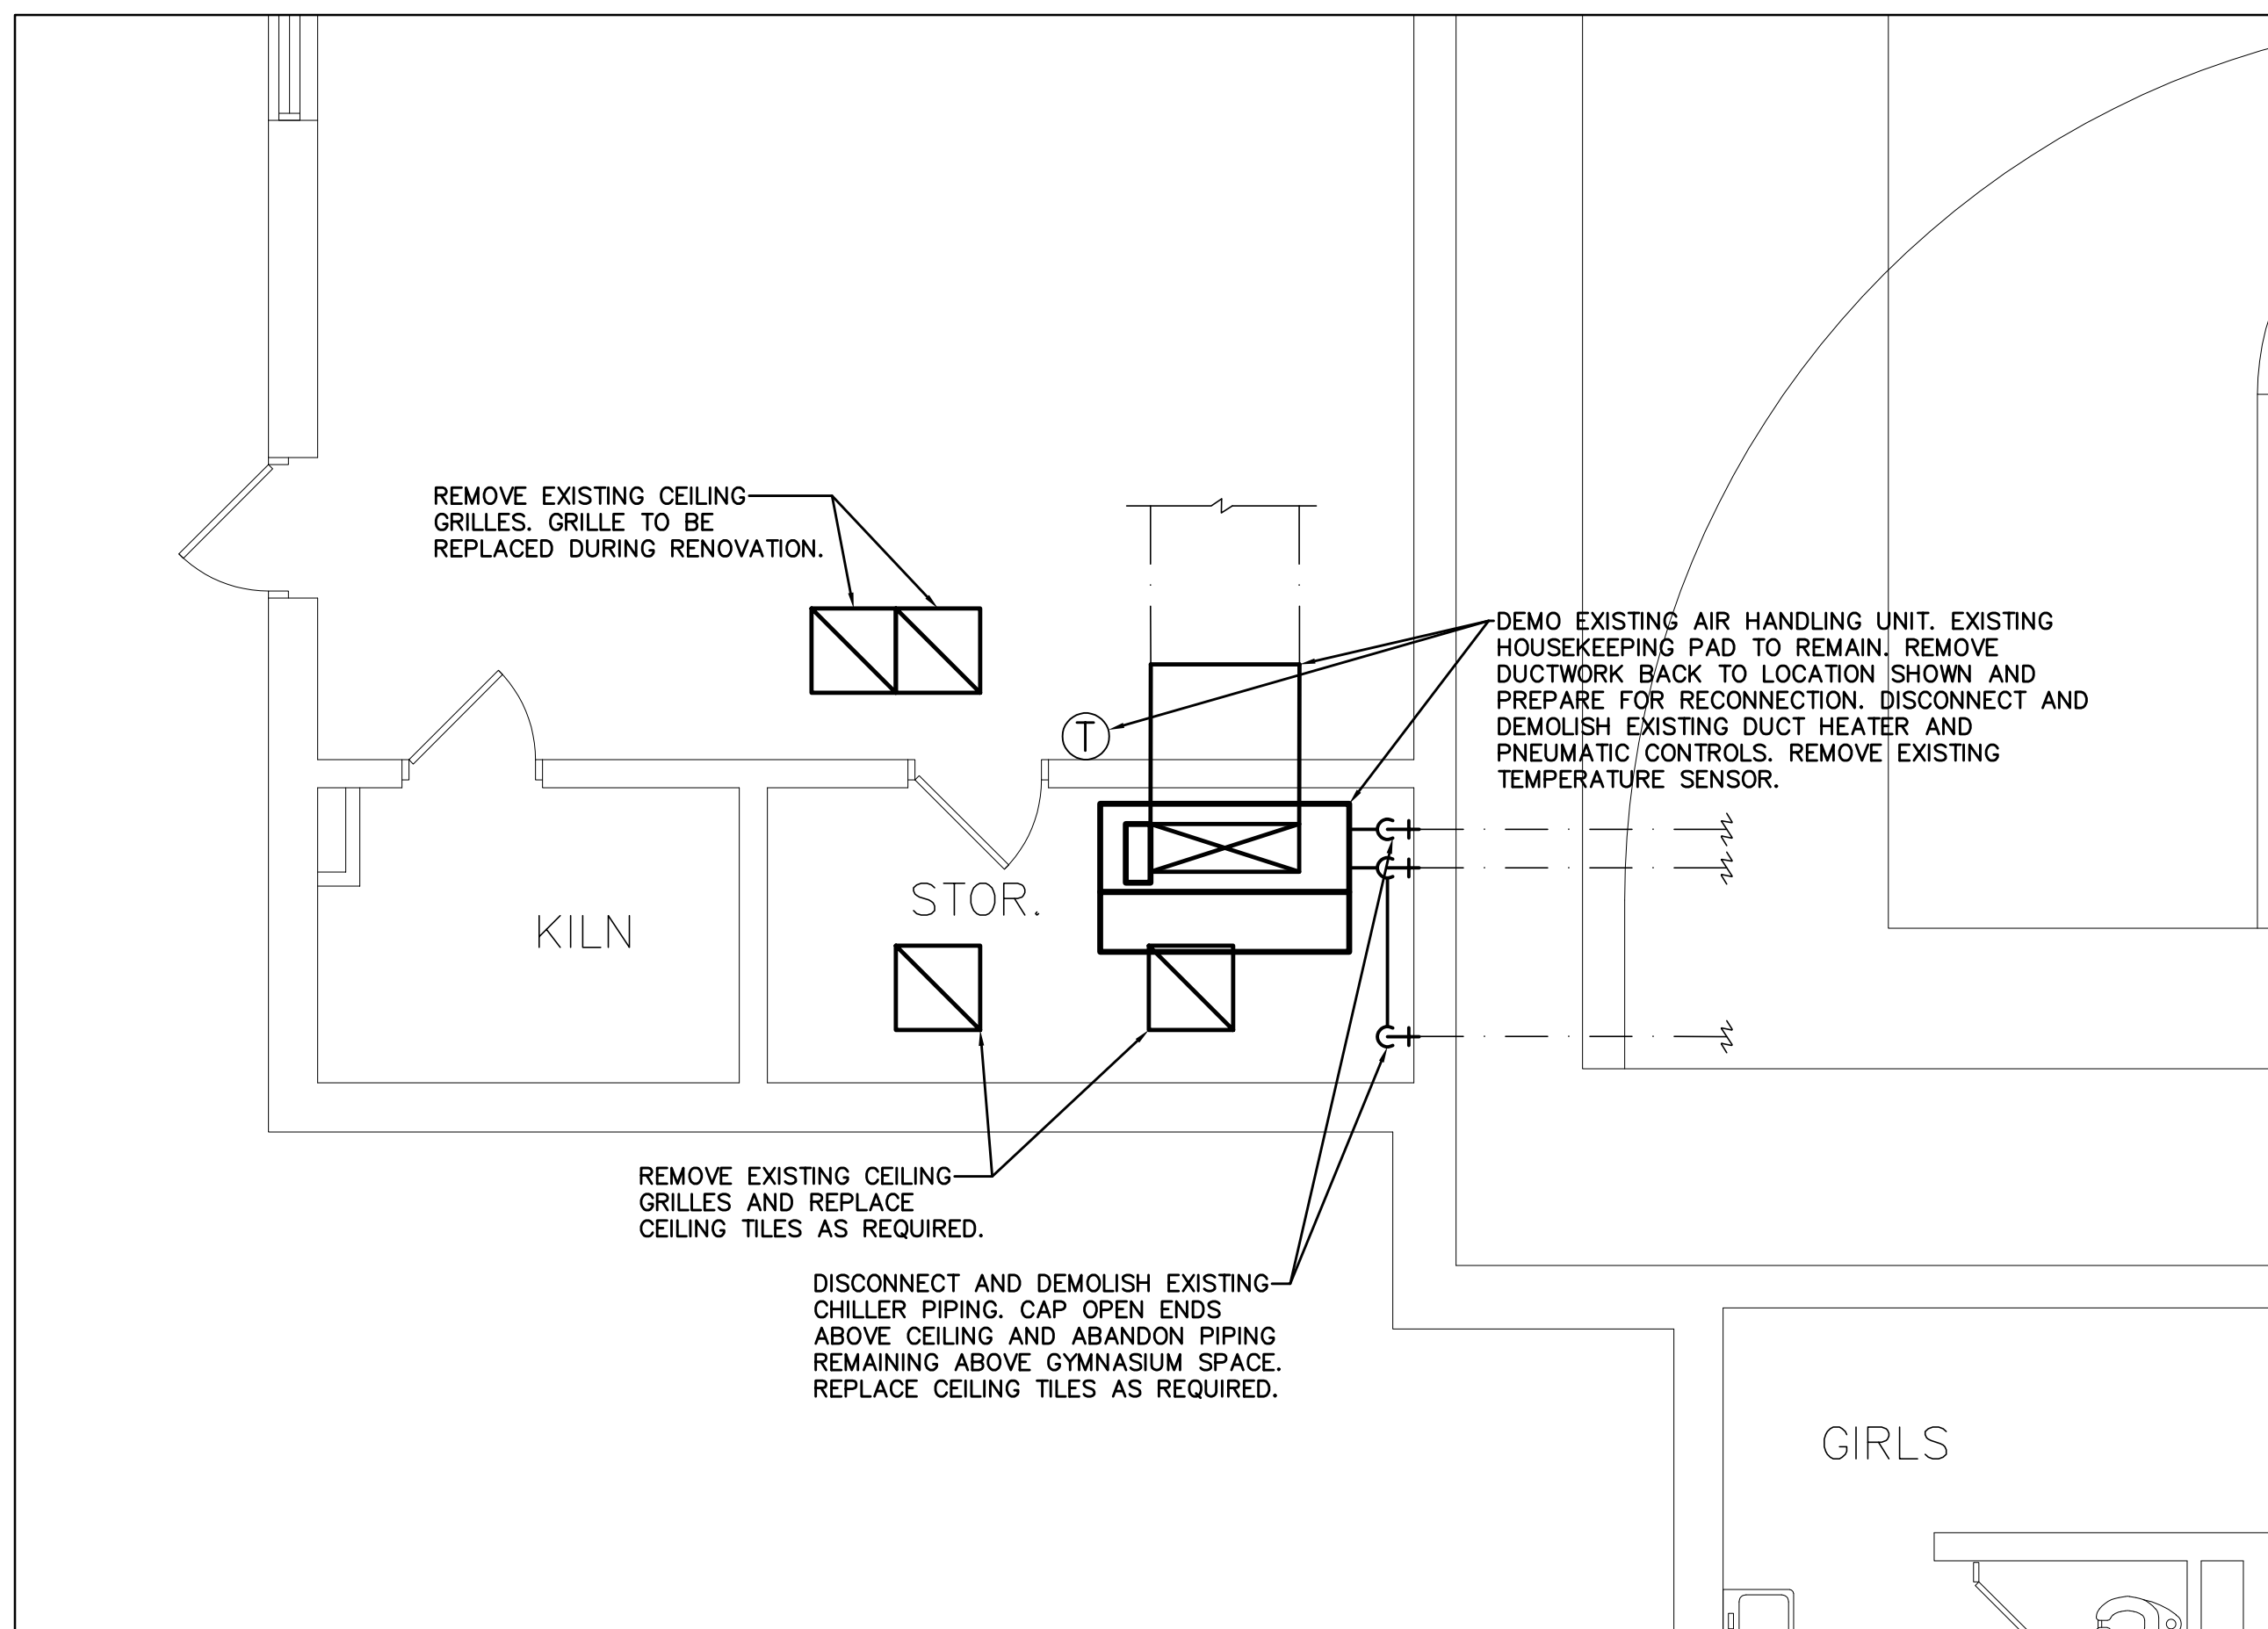 REMOVE EXISTING CEILING
GRILLES. GRILLE TO BE
REPLACED DURING RENOVATION.
DEMO EXISTING AIR HANDLING UNIT. EXISTING
HOUSEKEEPING PAD TO REMAIN. REMOVE
DUCTWORK BACK TO LOCATION SHOWN AND
PREPARE FOR RECONNECTION. DISCONNECT AND
DEMOLISH EXISTING DUCT HEATER AND
PNEUMATIC CONTROLS. REMOVE EXISTING
TEMPERATURE SENSOR.
T
STOR.
KILN
REMOVE EXISTING CEILING
GRILLES AND REPLACE
CEILING TILES AS REQUIRED.
DISCONNECT AND DEMOLISH EXISTING
CHILLER PIPING. CAP OPEN ENDS
ABOVE CEILING AND ABANDON PIPING
REMAINING ABOVE GYMNASIUM SPACE.
REPLACE CEILING TILES AS REQUIRED.
GIRLS